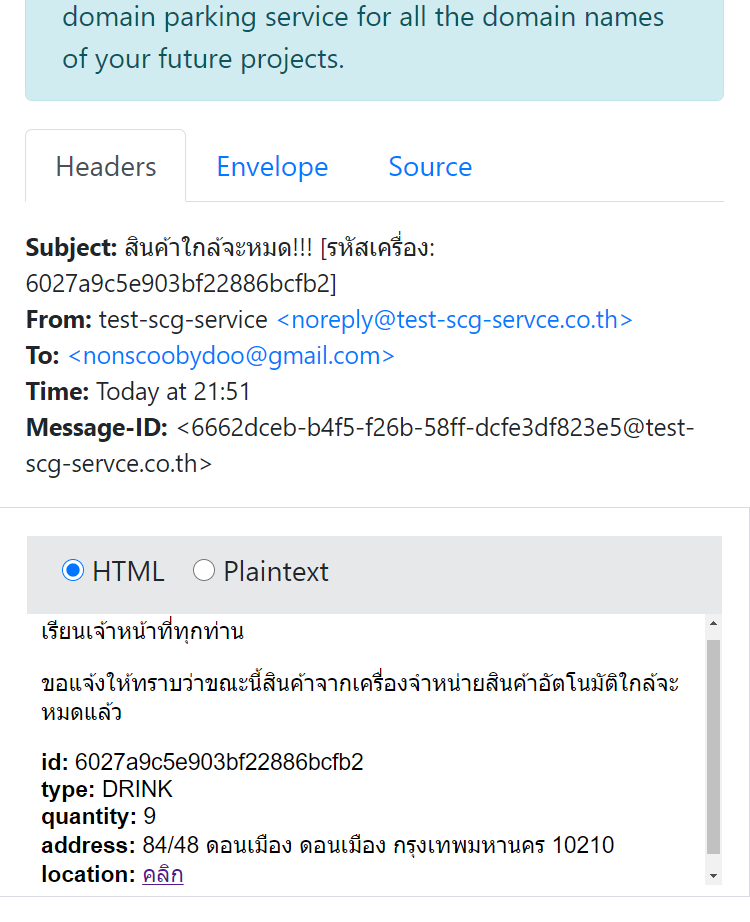 domain parking service for all the domain names
of your future projects.
Headers
Envelope
Source
Subject: สินค้าใกล้จะหมด!!! [รหัสเครื่อง:
6027a9c5e903bf22886bcfb2]
From: test-scg-service <noreply@test-scg-servce.co.th>
To: <nonscoobydoo@gmail.com>
Time: Today at 21:51
Message-ID: <6662dceb-b4f5-f26b-58ff-dcfe3df823e5@test-
scg-servce.co.th>
HTML
Plaintext
เรียนเจ้าหน้าที่ทุกท่าน
ขอแจ้งให้ทราบว่าขณะนี้สินค้าจากเครื่องจำหน่ายสินค้าอัตโนมัติใกล้จะ
หมดแล้ว
id: 6027a9c5e903bf22886bcfb2
type: DRINK
quantity: 9
address: 84/48 ดอนเมือง ดอนเมือง กรุงเทพมหานคร 10210
location: คลิก